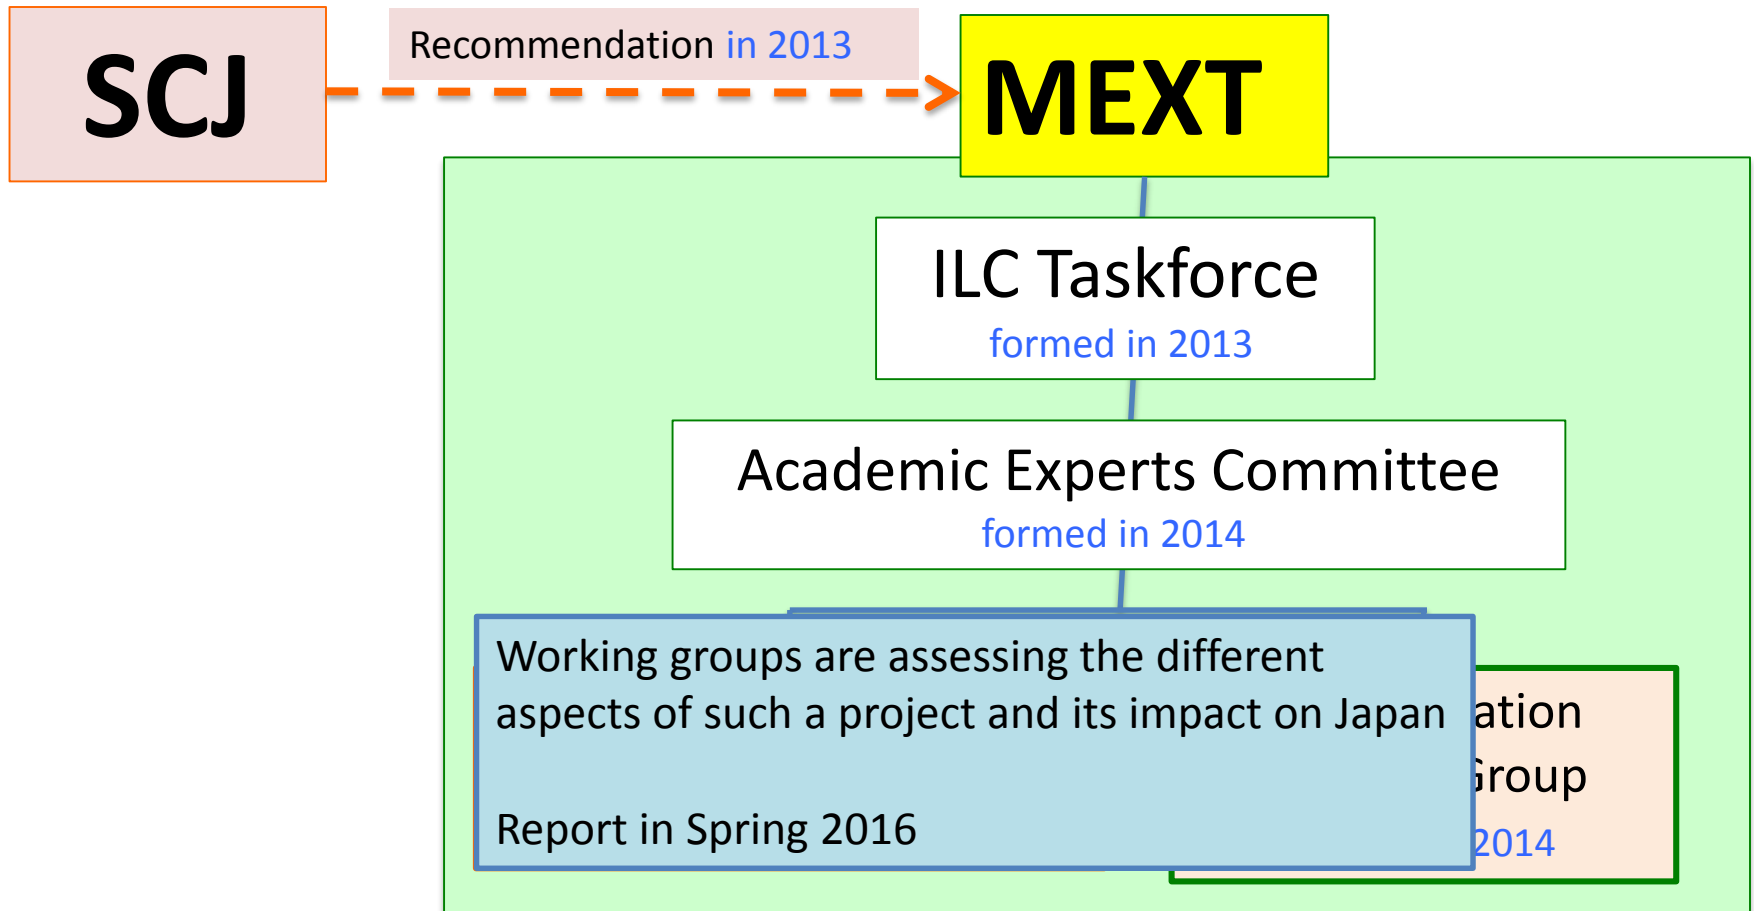 SCJ
Recommendation in 2013
MEXT
ILC Taskforce
formed in 2013
Academic Experts Committee
formed in 2014
Working groups are assessing the different
aspects of such a project and its impact on Japan
Report in Spring 2016
ation
Group
2014